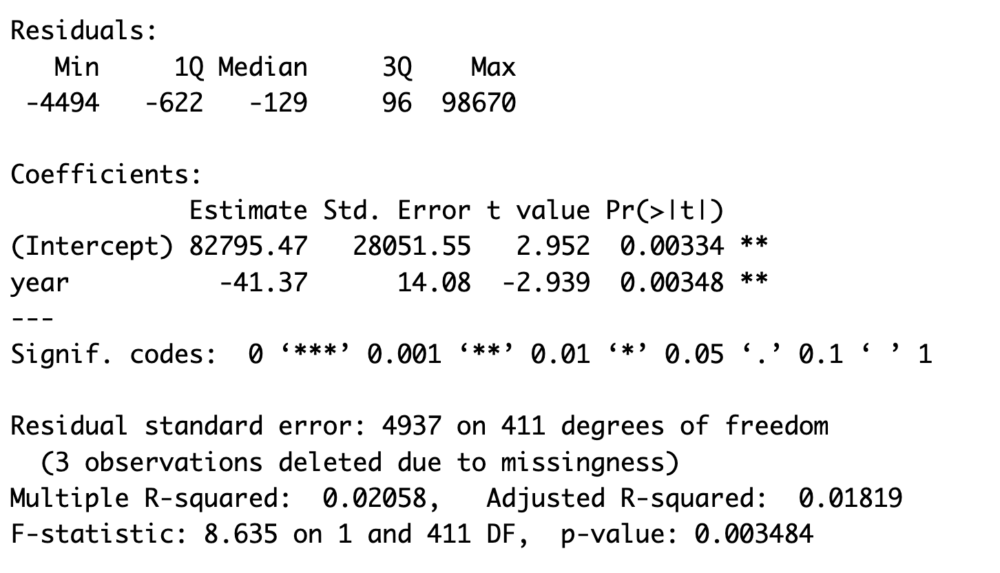 Residuals:
   Min     1Q Median     3Q    Max
 -4494   -622   -129     96  98670

Coefficients:
            Estimate Std. Error t value Pr(>|t|)
(Intercept) 82795.47   28051.55   2.952  0.00334 **
year          -41.37      14.08  -2.939  0.00348 **
---
Signif. codes:  0 ‘***’ 0.001 ‘**’ 0.01 ‘*’ 0.05 ‘.’ 0.1 ‘ ’ 1

Residual standard error: 4937 on 411 degrees of freedom
  (3 observations deleted due to missingness)
Multiple R-squared:  0.02058,   Adjusted R-squared:  0.01819
F-statistic: 8.635 on 1 and 411 DF,  p-value: 0.003484